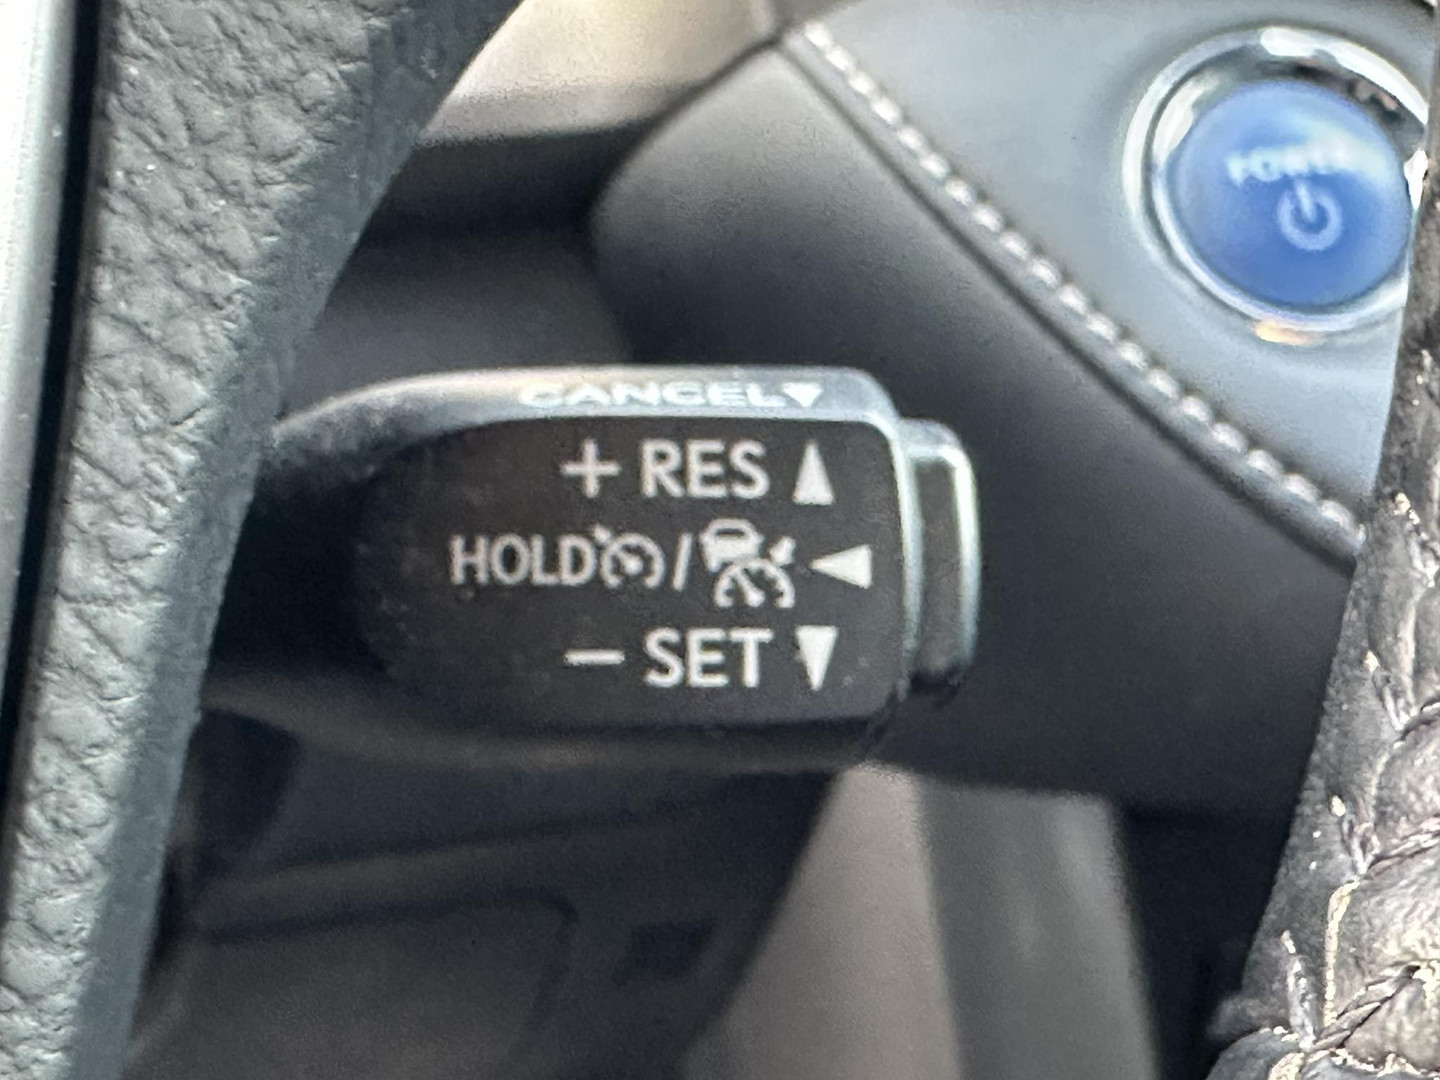 POWER
CANCEL▼
+ RES ▲
HOLD / ◀
− SET ▼